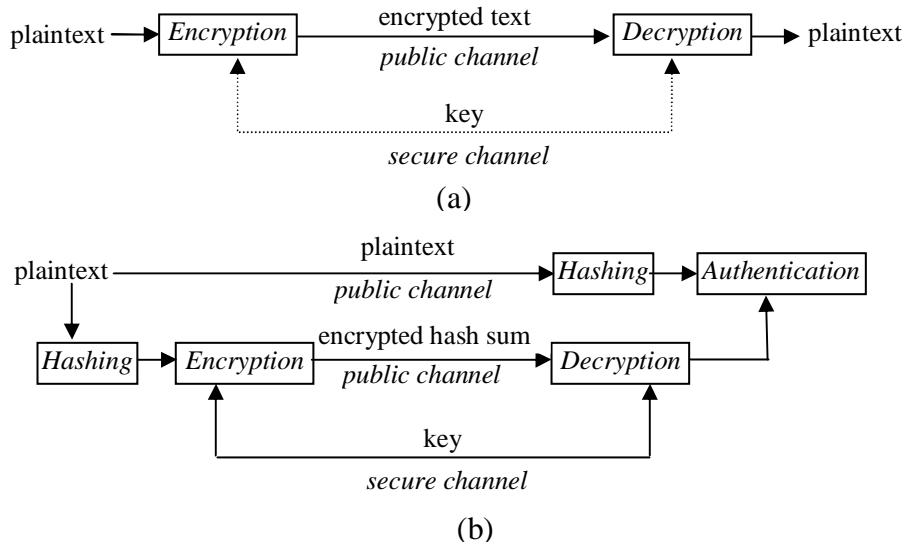 encrypted text
plaintext Encryption Decryption plaintext
public channel
key
secure channel
(a)
plaintext
plaintext Hashing Authentication
public channel
encrypted hash sum
Hashing Encryption Decryption
public channel
key
secure channel
(b)